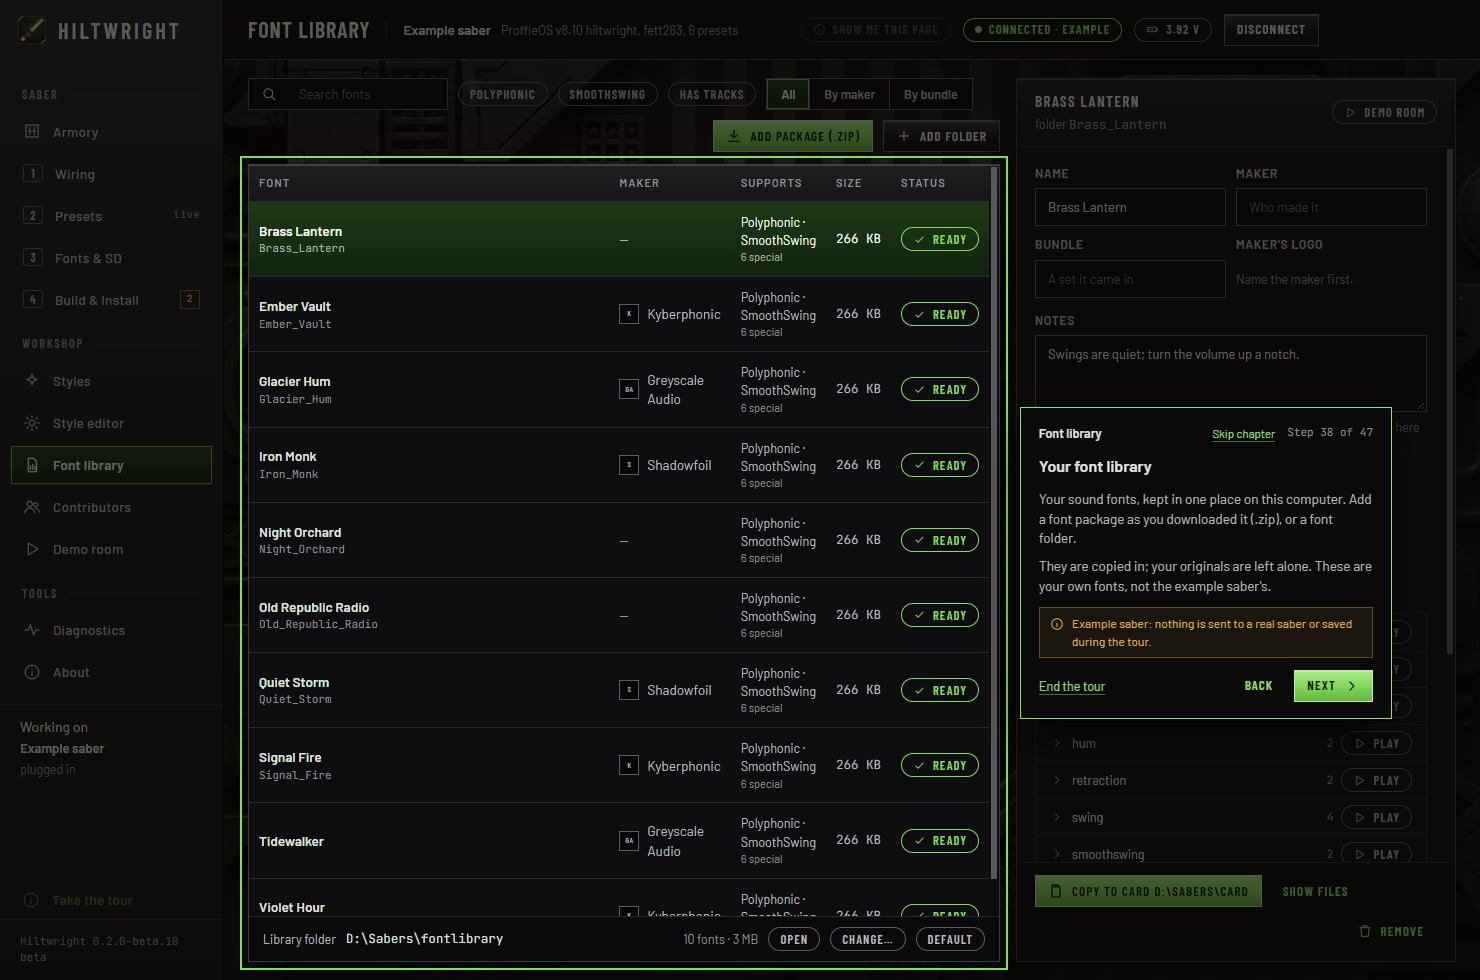 HILTWRIGHT
FONT LIBRARY
Example saber ProffieOS v8.10 hiltwright, fett263, 6 presets
SHOW ME THIS PAGE
CONNECTED · EXAMPLE
3.92 V
DISCONNECT
SABER
Armory
1 Wiring
2 Presets live
3 Fonts & SD
4 Build & Install 2
WORKSHOP
Styles
Style editor
Font library
Contributors
Demo room
TOOLS
Diagnostics
About
Working on
Example saber
plugged in
Take the tour
Hiltwright 0.2.0-beta.10
beta
Search fonts
POLYPHONIC
SMOOTHSWING
HAS TRACKS
All
By maker
By bundle
ADD PACKAGE (.ZIP)
ADD FOLDER
FONT MAKER SUPPORTS SIZE STATUS
Brass Lantern
Brass_Lantern
—
Polyphonic ·
SmoothSwing
6 special
266 KB
READY
Ember Vault
Ember_Vault
K Kyberphonic
Polyphonic ·
SmoothSwing
6 special
266 KB
READY
Glacier Hum
Glacier_Hum
GA Greyscale
Audio
Polyphonic ·
SmoothSwing
6 special
266 KB
READY
Iron Monk
Iron_Monk
S Shadowfoil
Polyphonic ·
SmoothSwing
6 special
266 KB
READY
Night Orchard
Night_Orchard
—
Polyphonic ·
SmoothSwing
6 special
266 KB
READY
Old Republic Radio
Old_Republic_Radio
—
Polyphonic ·
SmoothSwing
6 special
266 KB
READY
Quiet Storm
Quiet_Storm
S Shadowfoil
Polyphonic ·
SmoothSwing
6 special
266 KB
READY
Signal Fire
Signal_Fire
K Kyberphonic
Polyphonic ·
SmoothSwing
6 special
266 KB
READY
Tidewalker
GA Greyscale
Audio
Polyphonic ·
SmoothSwing
6 special
266 KB
READY
Violet Hour
K Kyberphonic
Polyphonic ·
SmoothSwing
266 KB
READY
Library folder D:\Sabers\fontlibrary
10 fonts · 3 MB
OPEN
CHANGE...
DEFAULT
BRASS LANTERN
folder Brass_Lantern
DEMO ROOM
NAME
Brass Lantern
MAKER
Who made it
BUNDLE
A set it came in
MAKER'S LOGO
Name the maker first.
NOTES
Swings are quiet; turn the volume up a notch.
here
Font library
Skip chapter
Step 38 of 47
Your font library
Your sound fonts, kept in one place on this computer. Add
a font package as you downloaded it (.zip), or a font
folder.
They are copied in; your originals are left alone. These are
your own fonts, not the example saber's.
Example saber: nothing is sent to a real saber or saved
during the tour.
End the tour
BACK
NEXT
hum 2 PLAY
retraction 2 PLAY
swing 4 PLAY
smoothswing 2 PLAY
COPY TO CARD D:\SABERS\CARD
SHOW FILES
REMOVE